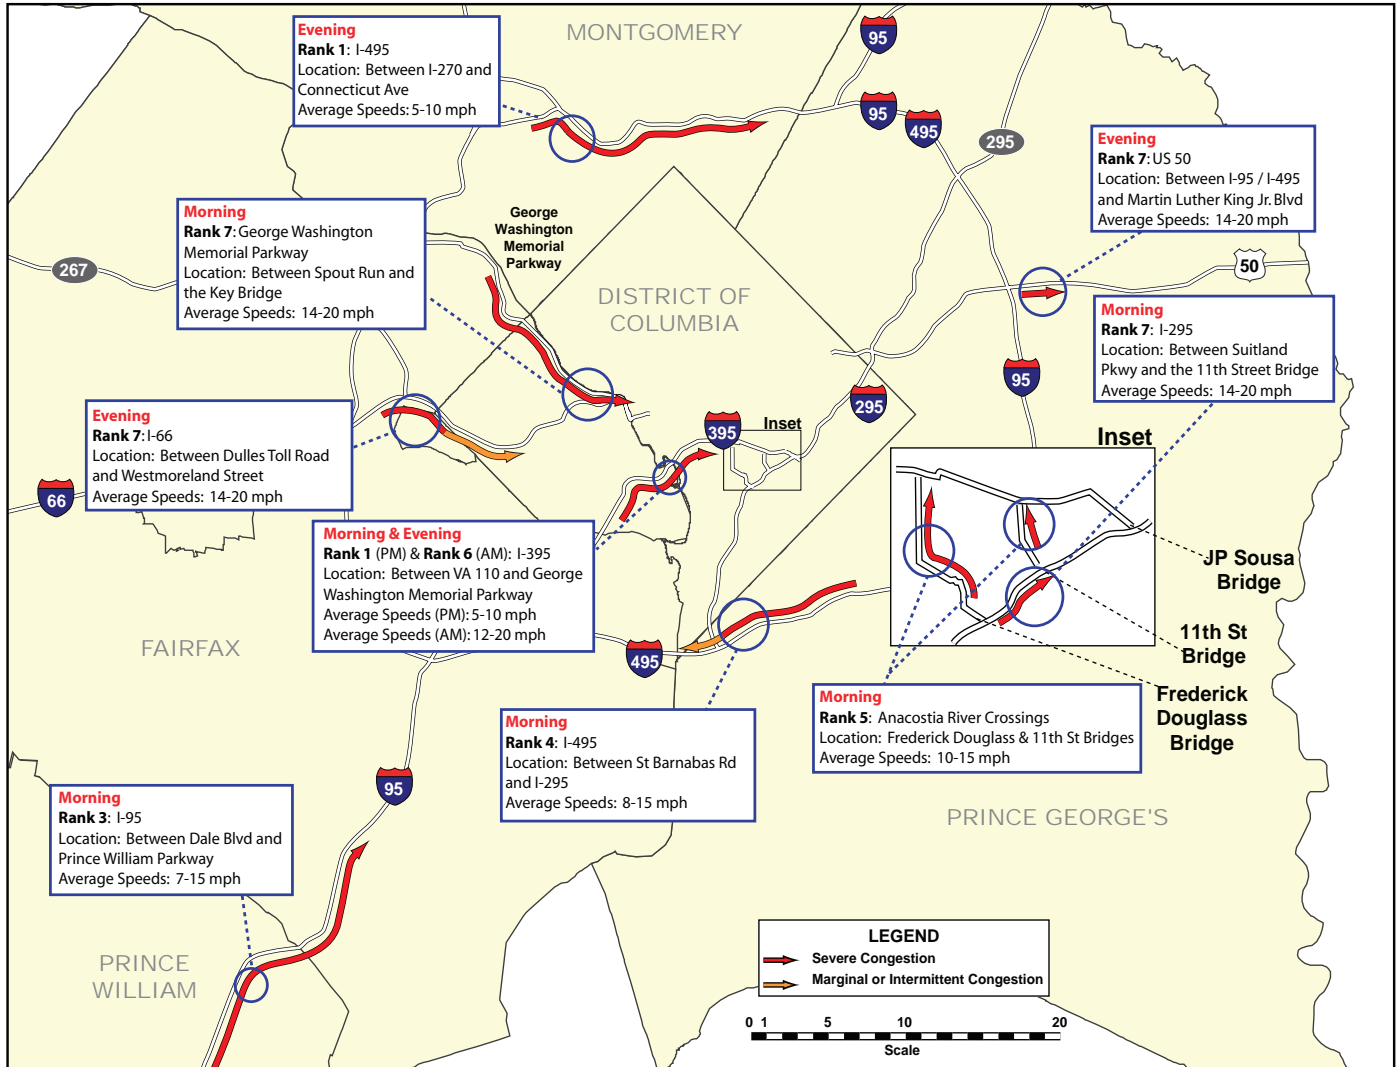 MONTGOMERY
95
Evening
Rank 1: I-495
Location: Between I-270 and
Connecticut Ave
Average Speeds: 5-10 mph
95
495
295
Evening
Rank 7: US 50
Location: Between I-95 / I-495
and Martin Luther King Jr. Blvd
Average Speeds: 14-20 mph
Morning
Rank 7: George Washington
Memorial Parkway
Location: Between Spout Run and
the Key Bridge
Average Speeds: 14-20 mph
George
Washington
Memorial
Parkway
267
50
DISTRICT OF
COLUMBIA
Morning
Rank 7: I-295
Location: Between Suitland
Pkwy and the 11th Street Bridge
Average Speeds: 14-20 mph
95
295
Evening
Rank 7: I-66
Location: Between Dulles Toll Road
and Westmoreland Street
Average Speeds: 14-20 mph
395
Inset
Inset
66
Morning & Evening
Rank 1 (PM) & Rank 6 (AM): I-395
Location: Between VA 110 and George
Washington Memorial Parkway
Average Speeds (PM): 5-10 mph
Average Speeds (AM): 12-20 mph
JP Sousa
Bridge
11th St
Bridge
Frederick
Douglass
Bridge
FAIRFAX
495
Morning
Rank 5: Anacostia River Crossings
Location: Frederick Douglass & 11th St Bridges
Average Speeds: 10-15 mph
Morning
Rank 4: I-495
Location: Between St Barnabas Rd
and I-295
Average Speeds: 8-15 mph
95
Morning
Rank 3: I-95
Location: Between Dale Blvd and
Prince William Parkway
Average Speeds: 7-15 mph
PRINCE GEORGE'S
PRINCE
WILLIAM
LEGEND
Severe Congestion
Marginal or Intermittent Congestion
0 1 5 10 20
Scale